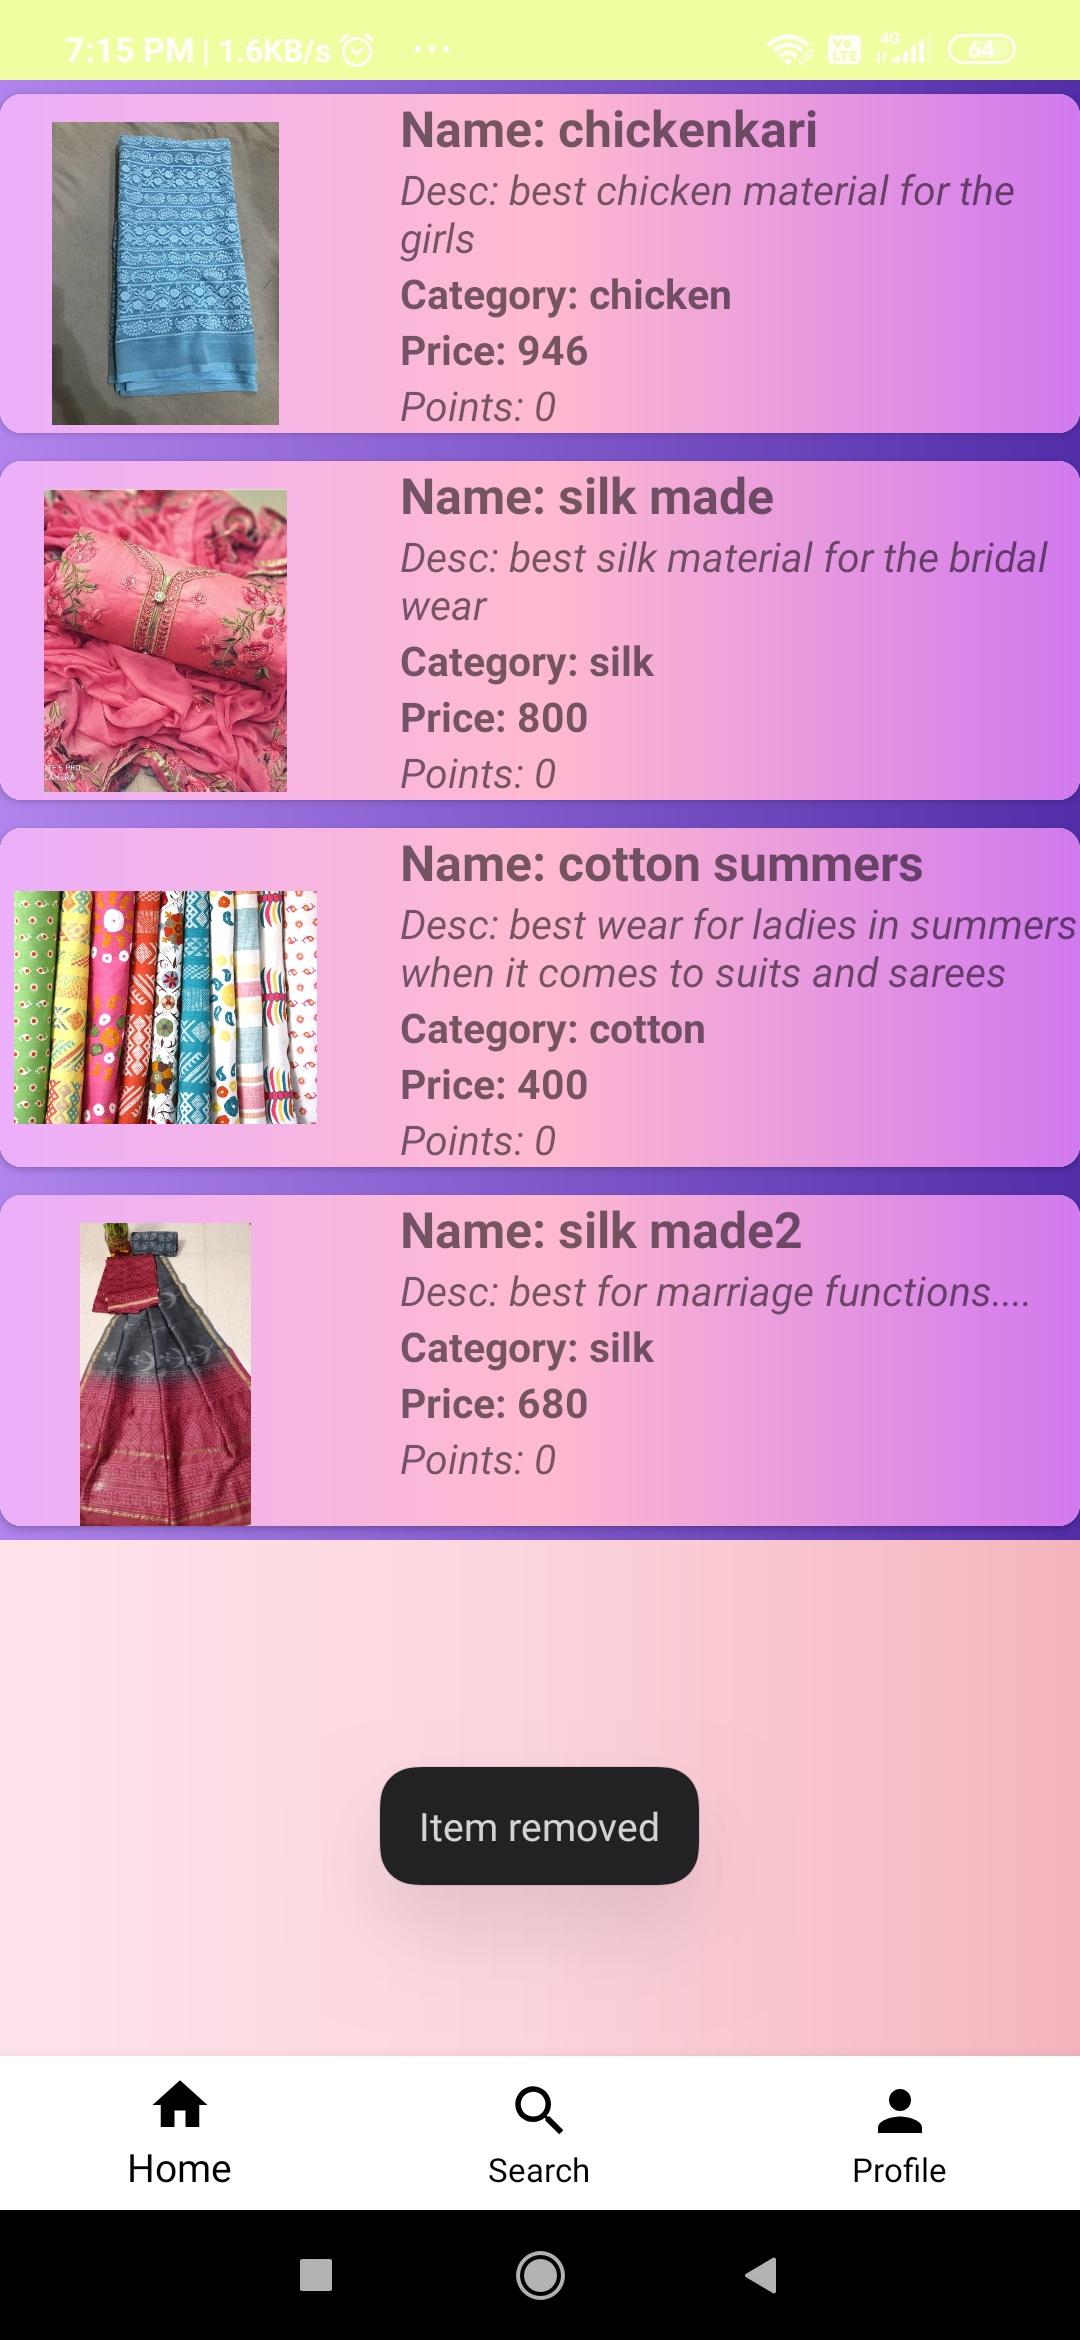 7:15 PM | 1.6KB/s ... Vo LTE 4G 64
Name: chickenkari
Desc: best chicken material for the
girls
Category: chicken
Price: 946
Points: 0
Name: silk made
Desc: best silk material for the bridal
wear
Category: silk
Price: 800
Points: 0
Name: cotton summers
Desc: best wear for ladies in summers
when it comes to suits and sarees
Category: cotton
Price: 400
Points: 0
Name: silk made2
Desc: best for marriage functions....
Category: silk
Price: 680
Points: 0
Item removed
Home
Search
Profile